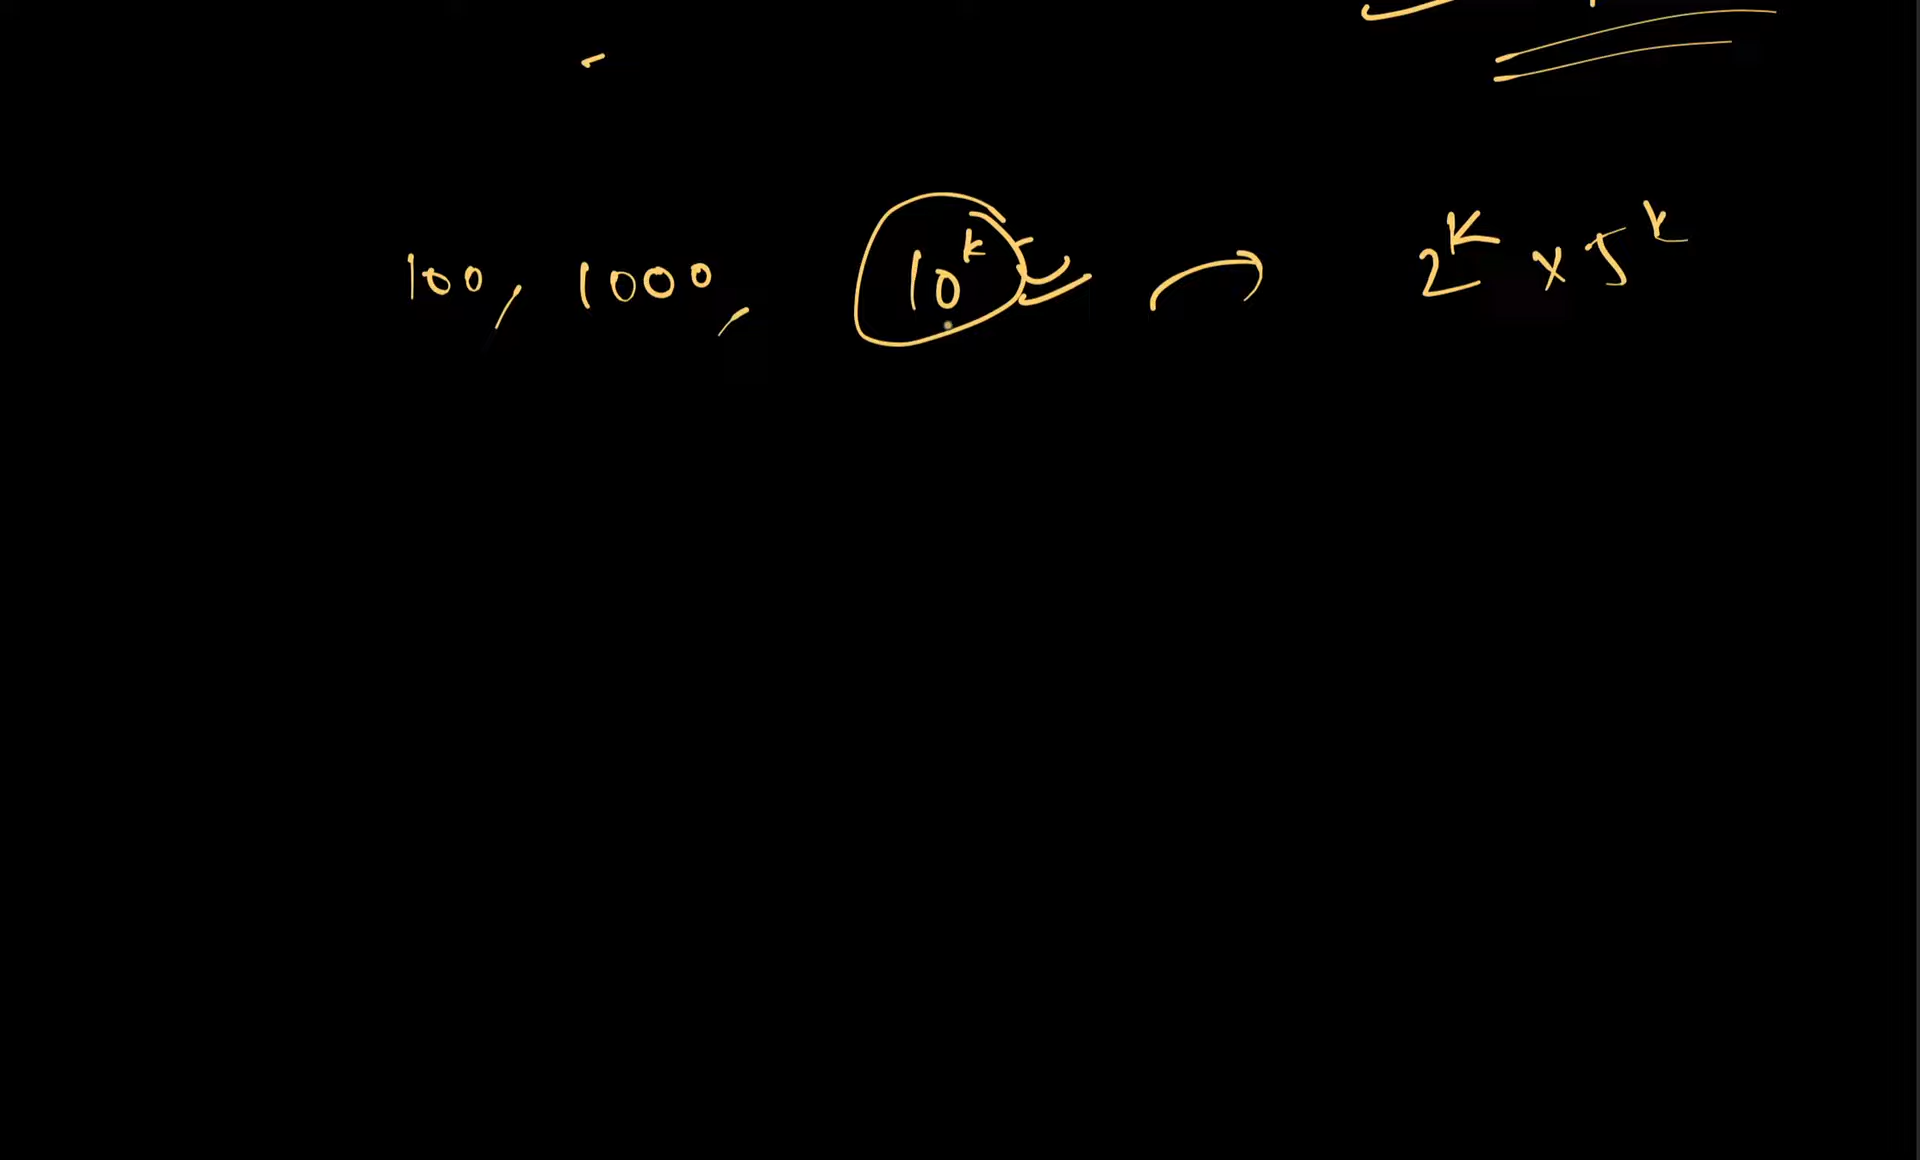 100, 1000, 10^k → 2^k × 5^k